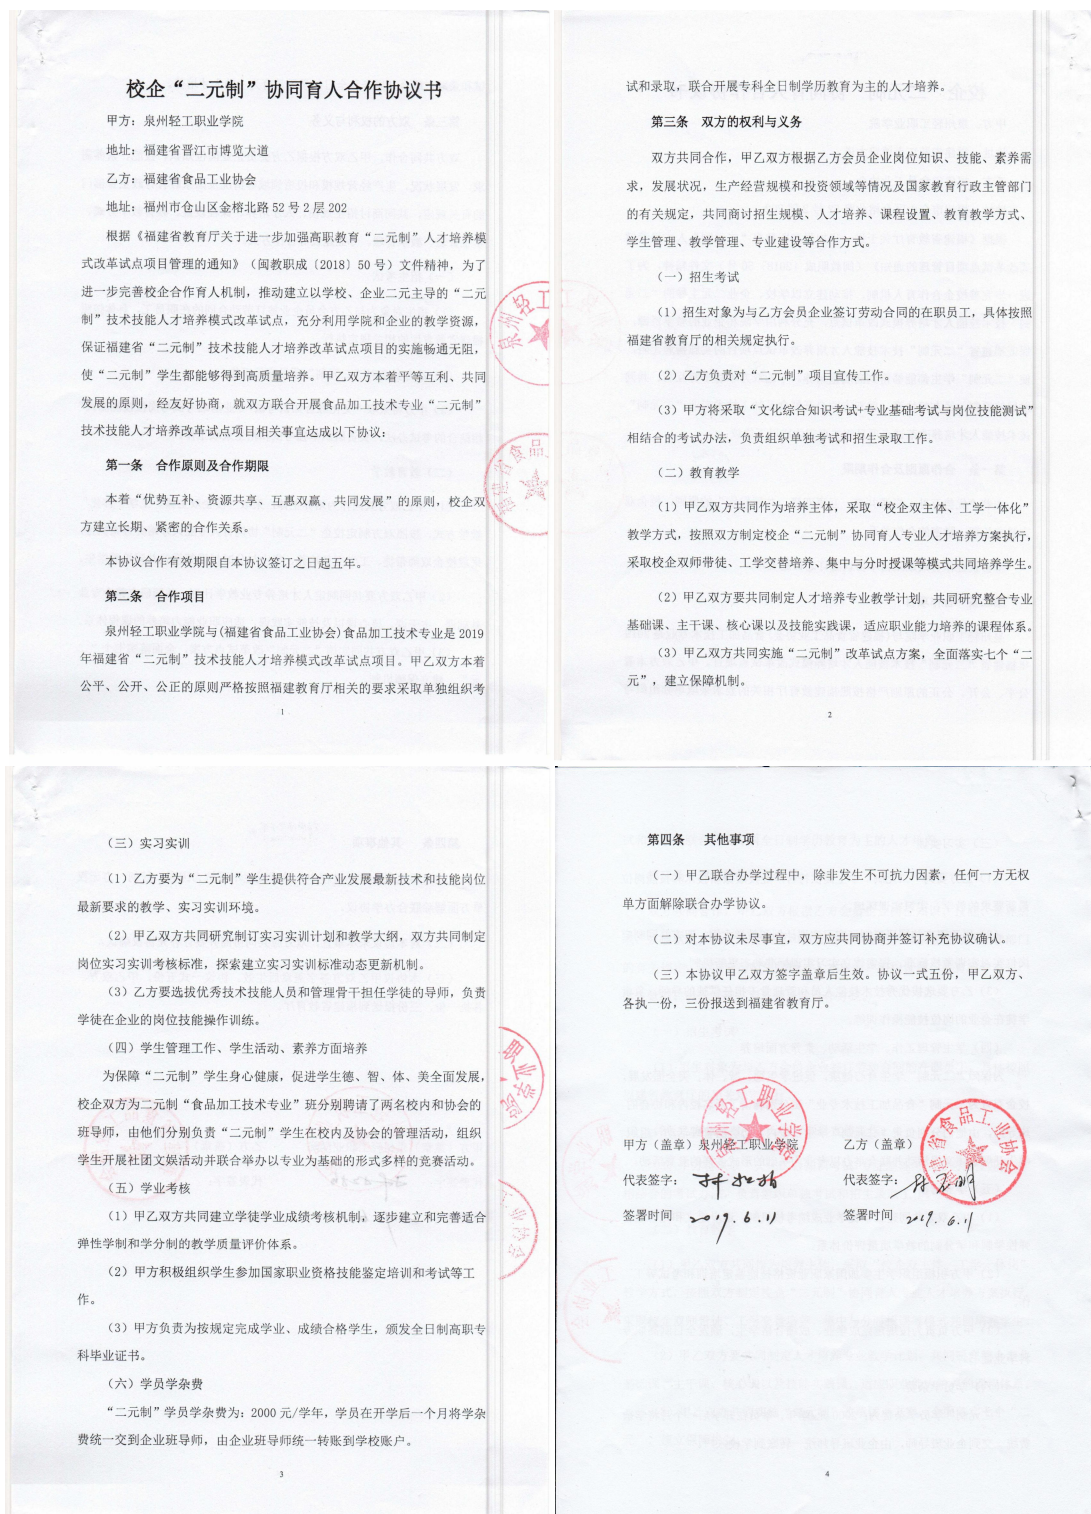 校企“二元制”协同育人合作协议书
甲方：泉州轻工职业学院
地址：福建省晋江市博览大道
乙方：福建省食品工业协会
地址：福州市仓山区金榕北路 52 号 2 层 202
根据《福建省教育厅关于进一步加强高职教育“二元制”人才培养模
式改革试点项目管理的通知》（闽教职成〔2018〕50 号）文件精神，为了
进一步完善校企合作育人机制，推动建立以学校、企业二元主导的“二元
制”技术技能人才培养模式改革试点，充分利用学院和企业的教学资源，
保证福建省“二元制”技术技能人才培养改革试点项目的实施畅通无阻，
使“二元制”学生都能够得到高质量培养。甲乙双方本着平等互利、共同
发展的原则，经友好协商，就双方联合开展食品加工技术专业“二元制”
技术技能人才培养改革试点项目相关事宜达成以下协议：
第一条 合作原则及合作期限
本着“优势互补、资源共享、互惠双赢、共同发展”的原则，校企双
方建立长期、紧密的合作关系。
本协议合作有效期限自本协议签订之日起五年。
第二条 合作项目
泉州轻工职业学院与(福建省食品工业协会)食品加工技术专业是 2019
年福建省“二元制”技术技能人才培养模式改革试点项目。甲乙双方本着
公平、公开、公正的原则严格按照福建教育厅相关的要求采取单独组织考
1
泉州轻工
福建省食品
试和录取，联合开展专科全日制学历教育为主的人才培养。
第三条 双方的权利与义务
双方共同合作，甲乙双方根据乙方会员企业岗位知识、技能、素养需
求，发展状况，生产经营规模和投资领域等情况及国家教育行政主管部门
的有关规定，共同商讨招生规模、人才培养、课程设置、教育教学方式、
学生管理、教学管理、专业建设等合作方式。
（一）招生考试
（1）招生对象为与乙方会员企业签订劳动合同的在职员工，具体按照
福建省教育厅的相关规定执行。
（2）乙方负责对“二元制”项目宣传工作。
（3）甲方将采取“文化综合知识考试+专业基础考试与岗位技能测试”
相结合的考试办法，负责组织单独考试和招生录取工作。
（二）教育教学
（1）甲乙双方共同作为培养主体，采取“校企双主体、工学一体化”
教学方式，按照双方制定校企“二元制”协同育人专业人才培养方案执行，
采取校企双师带徒、工学交替培养、集中与分时授课等模式共同培养学生。
（2）甲乙双方要共同制定人才培养专业教学计划，共同研究整合专业
基础课、主干课、核心课以及技能实践课，适应职业能力培养的课程体系。
（3）甲乙双方共同实施“二元制”改革试点方案，全面落实七个“二
元”，建立保障机制。
2
（三）实习实训
（1）乙方要为“二元制”学生提供符合产业发展最新技术和技能岗位
最新要求的教学、实习实训环境。
（2）甲乙双方共同研究制订实习实训计划和教学大纲，双方共同制定
岗位实习实训考核标准，探索建立实习实训标准动态更新机制。
（3）乙方要选拔优秀技术技能人员和管理骨干担任学徒的导师，负责
学徒在企业的岗位技能操作训练。
（四）学生管理工作、学生活动、素养方面培养
为保障“二元制”学生身心健康，促进学生德、智、体、美全面发展，
校企双方为二元制“食品加工技术专业”班分别聘请了两名校内和协会的
班导师，由他们分别负责“二元制”学生在校内及协会的管理活动，组织
学生开展社团文娱活动并联合举办以专业为基础的形式多样的竞赛活动。
（五）学业考核
（1）甲乙双方共同建立学徒学业成绩考核机制，逐步建立和完善适合
弹性学制和学分制的教学质量评价体系。
（2）甲方积极组织学生参加国家职业资格技能鉴定培训和考试等工
作。
（3）甲方负责为按规定完成学业、成绩合格学生，颁发全日制高职专
科毕业证书。
（六）学员学杂费
“二元制”学员学杂费为：2000 元/学年，学员在开学后一个月将学杂
费统一交到企业班导师，由企业班导师统一转账到学校账户。
3
职业学院
工业协会
第四条 其他事项
（一）甲乙联合办学过程中，除非发生不可抗力因素，任何一方无权
单方面解除联合办学协议。
（二）对本协议未尽事宜，双方应共同协商并签订补充协议确认。
（三）本协议甲乙双方签字盖章后生效。协议一式五份，甲乙双方、
各执一份，三份报送到福建省教育厅。
泉州轻工职业学院
福建省食品工业协会
甲方（盖章）泉州轻工职业学院 乙方（盖章）
代表签字： 代表签字：
签署时间 2019.6.11 签署时间 2019.6.11
4